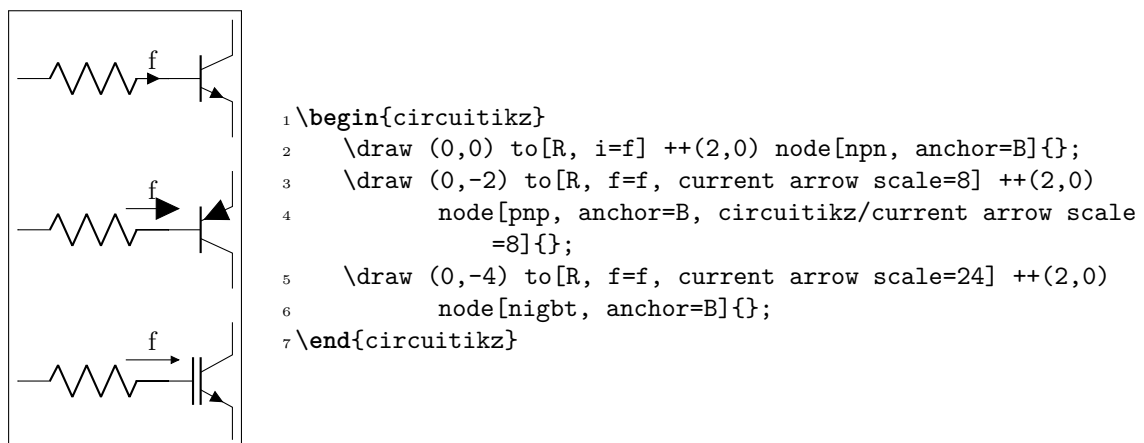 f
f
f
1 \begin{circuitikz}
2 \draw (0,0) to[R, i=f] ++(2,0) node[npn, anchor=B]{};
3 \draw (0,-2) to[R, f=f, current arrow scale=8] ++(2,0)
4 node[pnp, anchor=B, circuitikz/current arrow scale
=8]{};
5 \draw (0,-4) to[R, f=f, current arrow scale=24] ++(2,0)
6 node[nigbt, anchor=B]{};
7 \end{circuitikz}